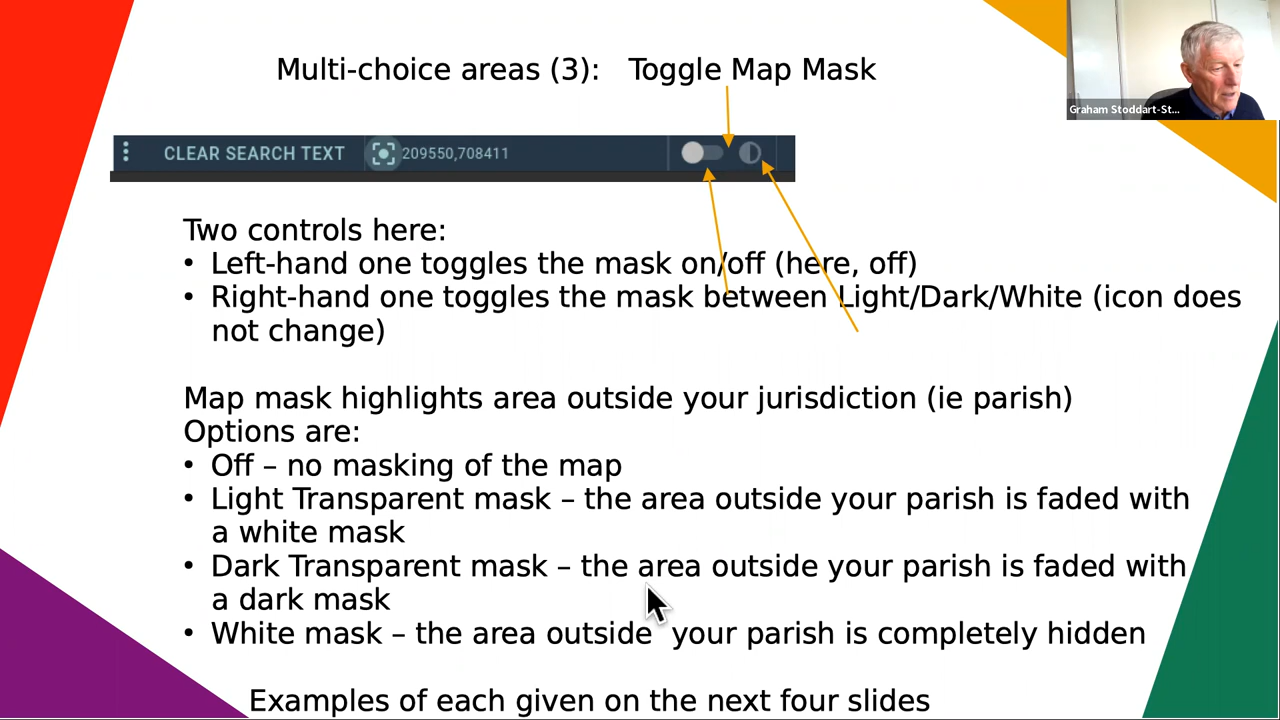 Multi-choice areas (3): Toggle Map Mask
Graham Stoddart-St...
CLEAR SEARCH TEXT 209550,708411
Two controls here:
• Left-hand one toggles the mask on/off (here, off)
• Right-hand one toggles the mask between Light/Dark/White (icon does
not change)
Map mask highlights area outside your jurisdiction (ie parish)
Options are:
• Off – no masking of the map
• Light Transparent mask – the area outside your parish is faded with
a white mask
• Dark Transparent mask – the area outside your parish is faded with
a dark mask
• White mask – the area outside your parish is completely hidden
Examples of each given on the next four slides